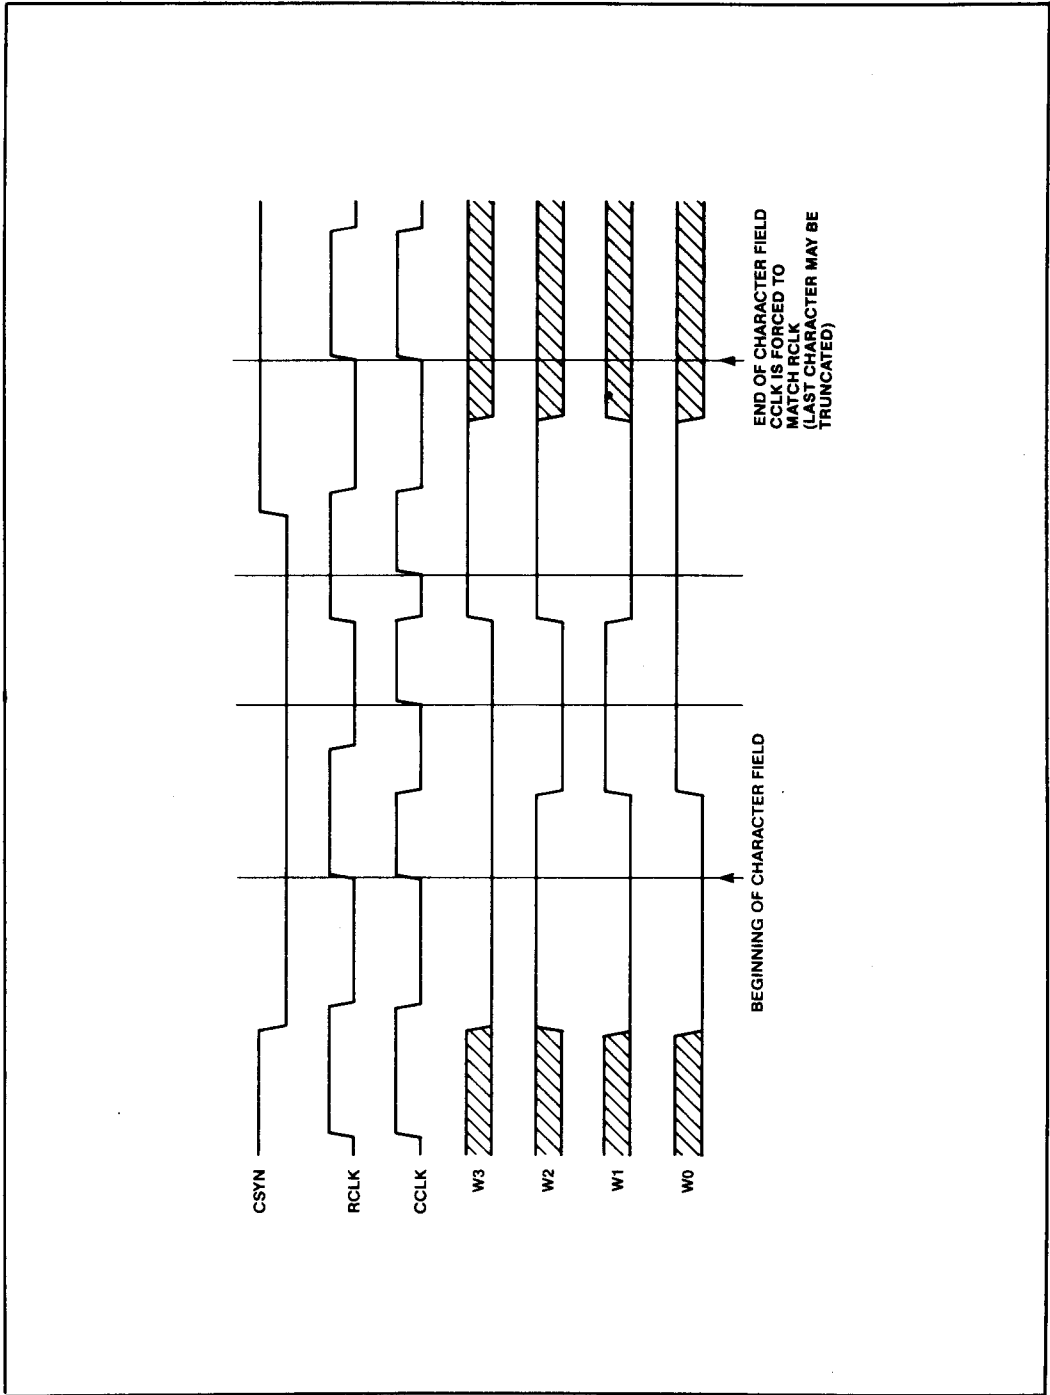 CSYN
RCLK
CCLK
W3
W2
W1
W0
BEGINNING OF CHARACTER FIELD
END OF CHARACTER FIELD
CCLK IS FORCED TO
MATCH RCLK
(LAST CHARACTER MAY BE
TRUNCATED)